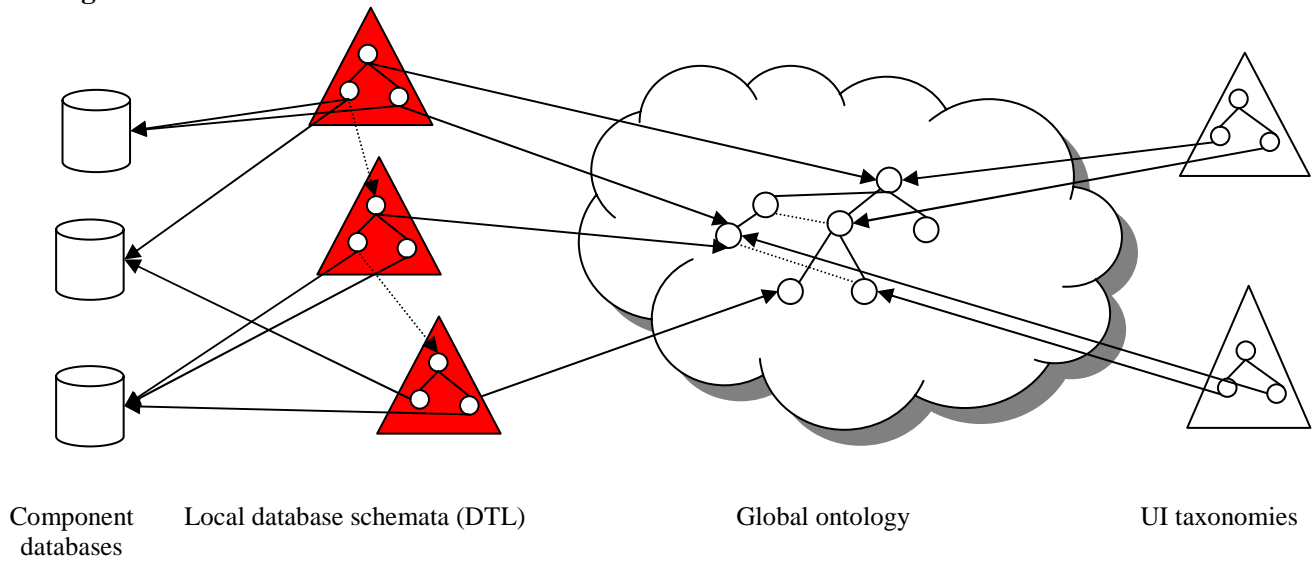 Component
databases
Local database schemata (DTL)
Global ontology
UI taxonomies